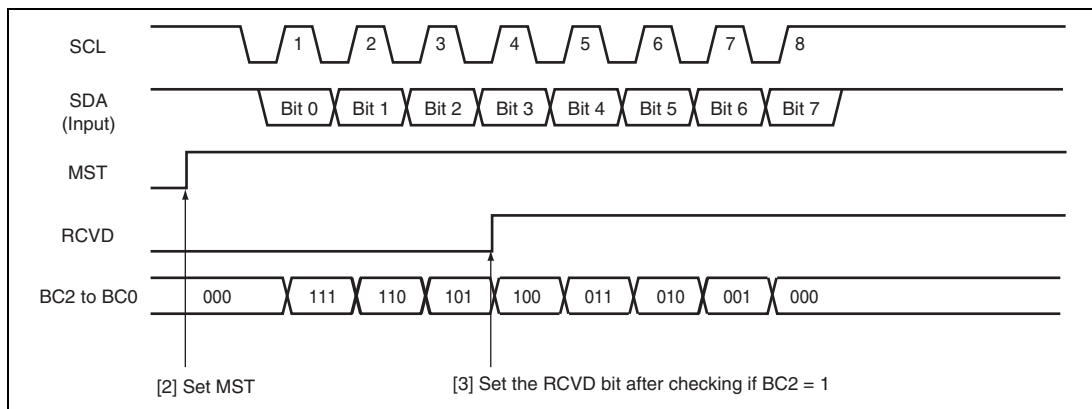 SCL 1 2 3 4 5 6 7 8
SDA
(Input) Bit 0 Bit 1 Bit 2 Bit 3 Bit 4 Bit 5 Bit 6 Bit 7
MST
RCVD
BC2 to BC0 000 111 110 101 100 011 010 001 000
[2] Set MST [3] Set the RCVD bit after checking if BC2 = 1